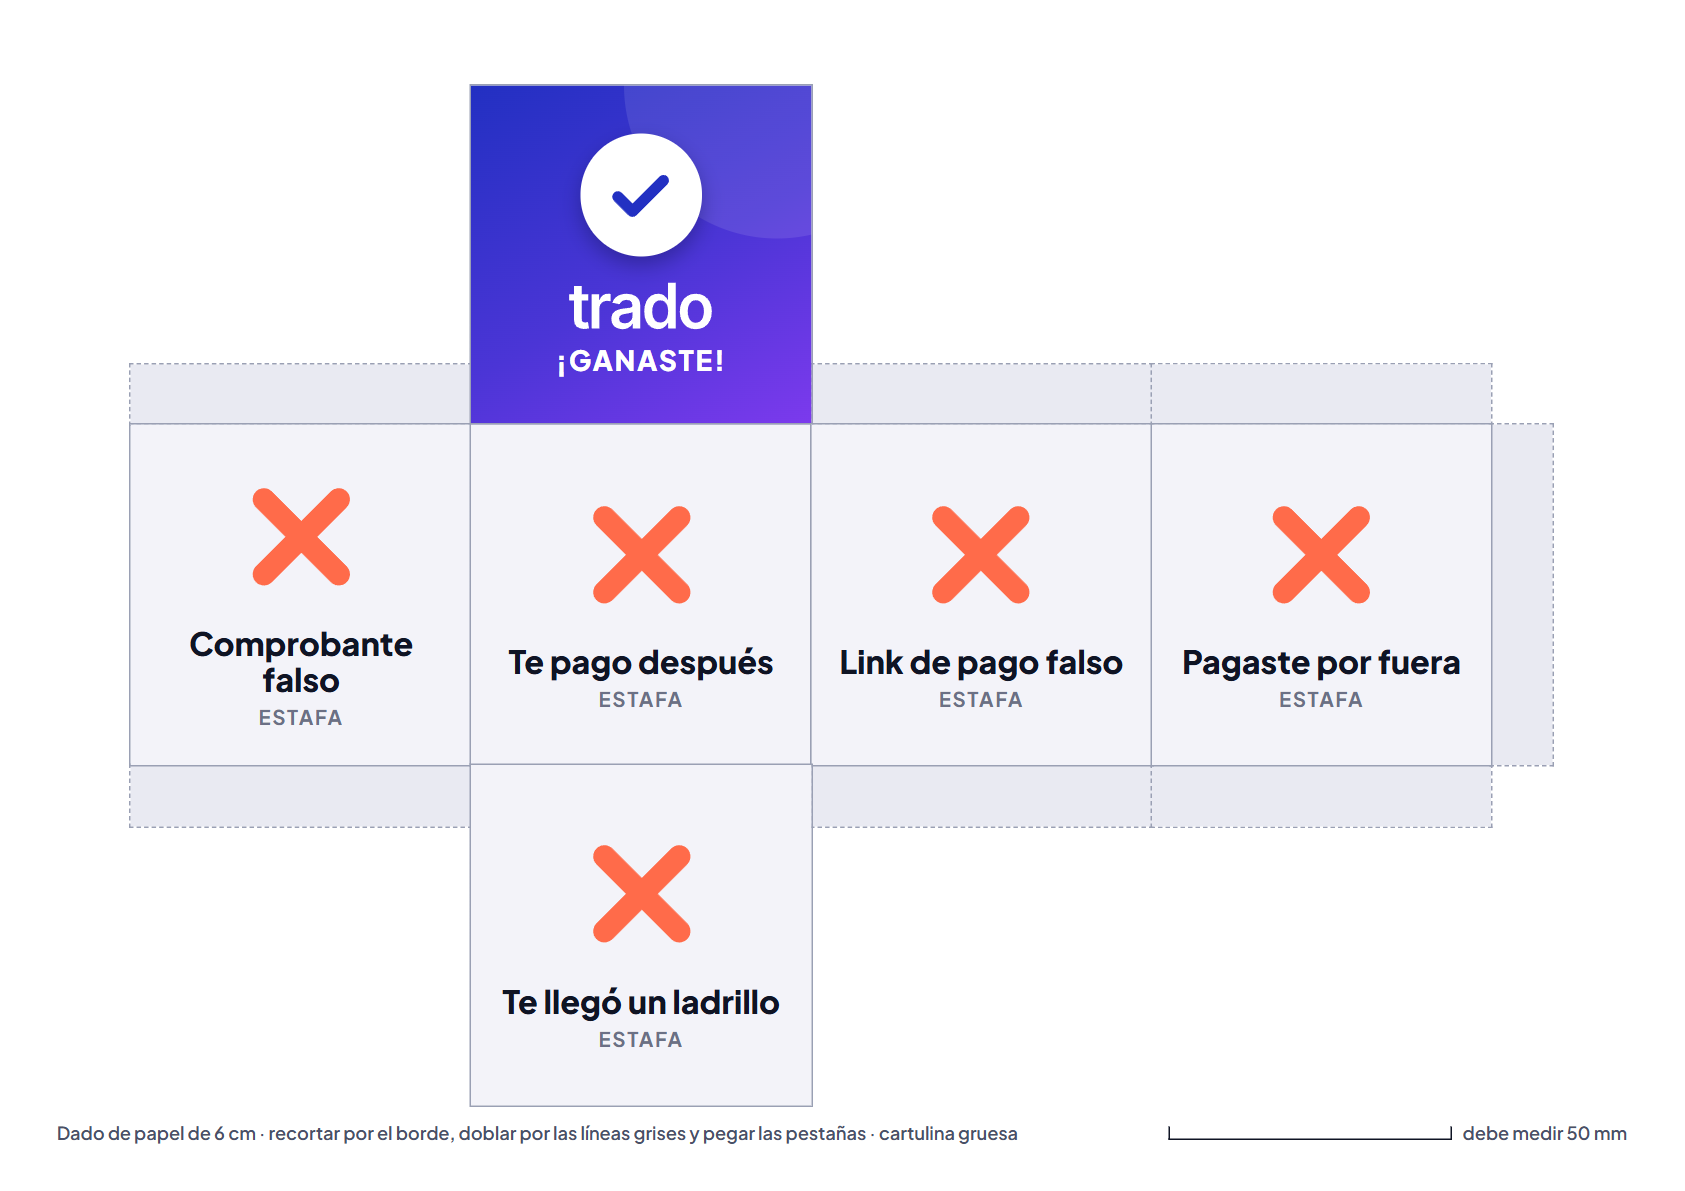 trado
¡GANASTE!
Comprobante
falso
ESTAFA
Te pago después
ESTAFA
Link de pago falso
ESTAFA
Pagaste por fuera
ESTAFA
Te llegó un ladrillo
ESTAFA
Dado de papel de 6 cm · recortar por el borde, doblar por las líneas grises y pegar las pestañas · cartulina gruesa
debe medir 50 mm